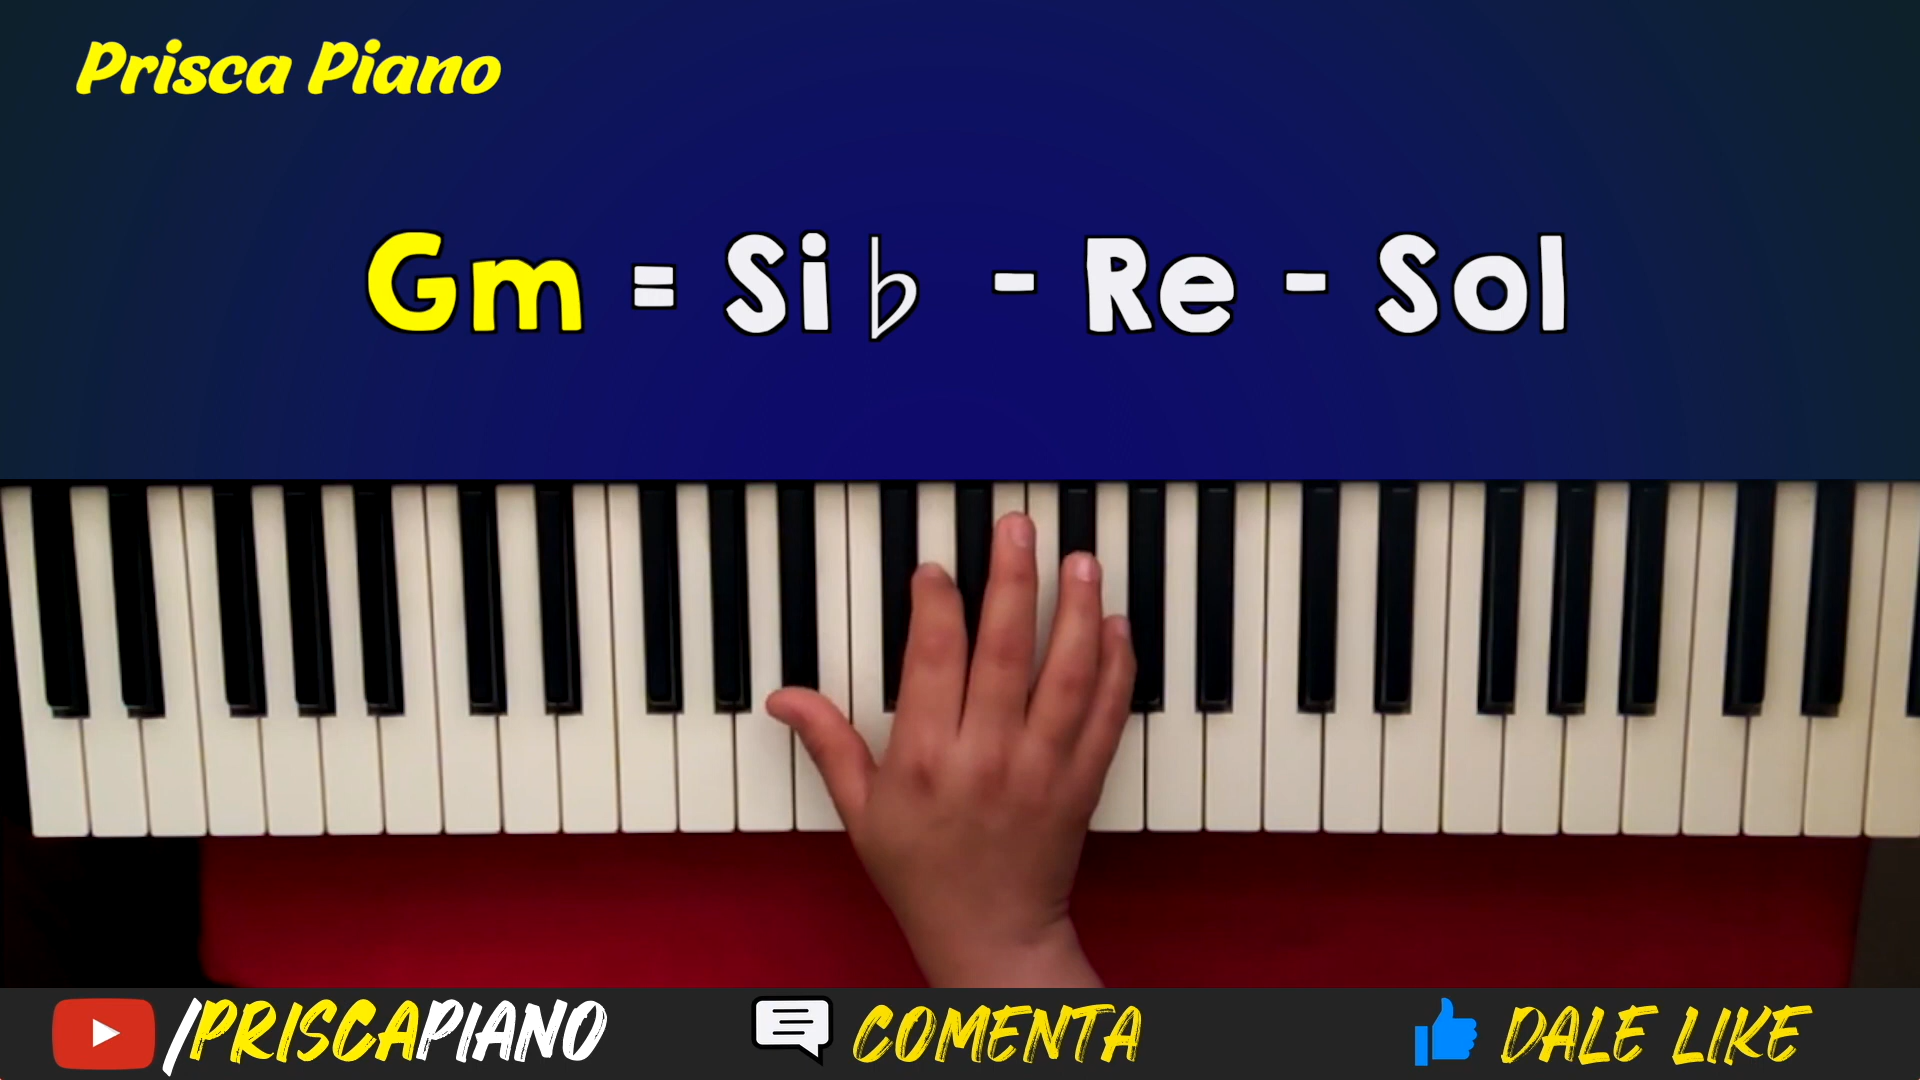 Prisca Piano
Gm = Si♭ - Re - Sol
/PRISCAPIANO
COMENTA
DALE LIKE